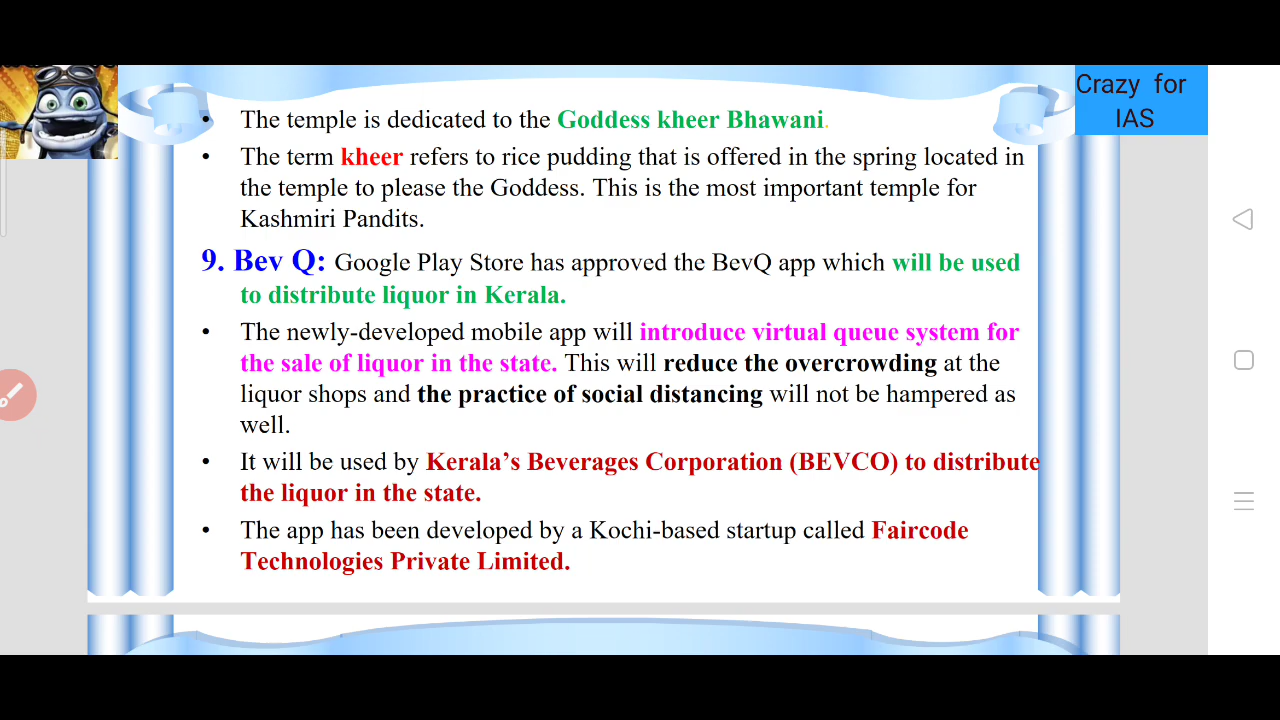 Crazy for
IAS
• The temple is dedicated to the Goddess kheer Bhawani.
• The term kheer refers to rice pudding that is offered in the spring located in
the temple to please the Goddess. This is the most important temple for
Kashmiri Pandits.
9. Bev Q: Google Play Store has approved the BevQ app which will be used
to distribute liquor in Kerala.
• The newly-developed mobile app will introduce virtual queue system for
the sale of liquor in the state. This will reduce the overcrowding at the
liquor shops and the practice of social distancing will not be hampered as
well.
• It will be used by Kerala’s Beverages Corporation (BEVCO) to distribute
the liquor in the state.
• The app has been developed by a Kochi-based startup called Faircode
Technologies Private Limited.